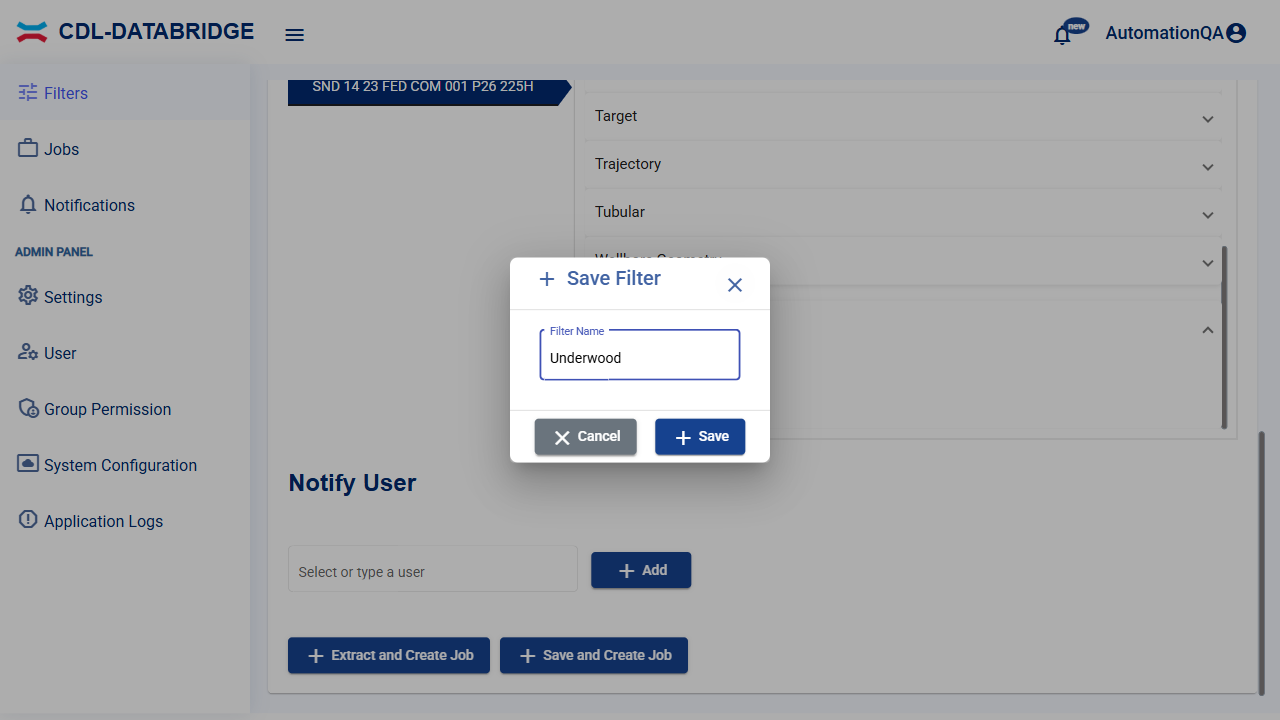 CDL-DATABRIDGE
new
AutomationQA
Filters
Jobs
Notifications
ADMIN PANEL
Settings
User
Group Permission
System Configuration
Application Logs
SND 14 23 FED COM 001 P26 225H
Target
Trajectory
Tubular
Wellbore Geometry
Save Filter
Filter Name
Underwood
Cancel
Save
Notify User
Select or type a user
Add
Extract and Create Job
Save and Create Job